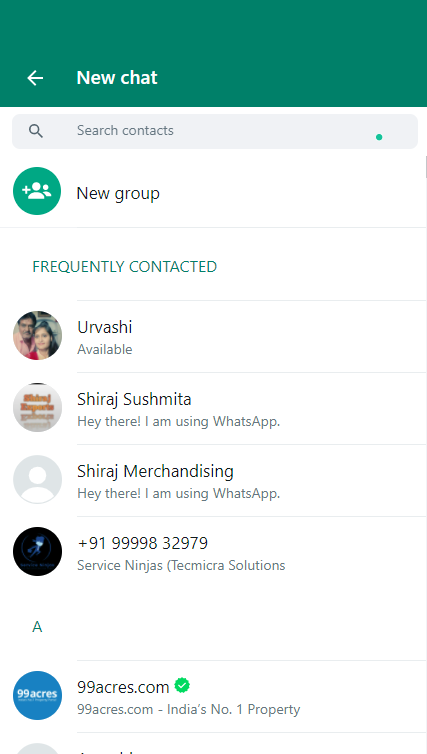 New chat
Search contacts
New group
FREQUENTLY CONTACTED
Urvashi
Available
Shiraj Sushmita
Hey there! I am using WhatsApp.
Shiraj Merchandising
Hey there! I am using WhatsApp.
+91 99998 32979
Service Ninjas (Tecmicra Solutions
A
99acres
99acres.com
99acres.com - India's No. 1 Property